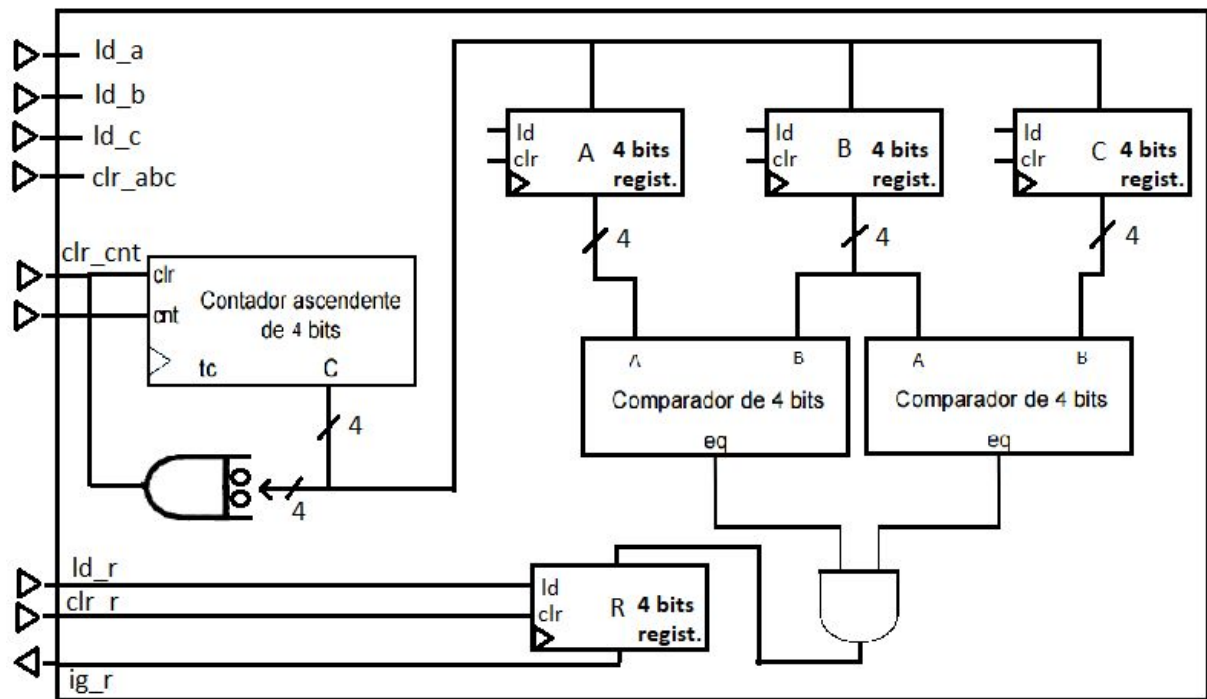 ld_a
ld_b
ld_c
clr_abc
ld
clr
A
4 bits
regist.
ld
clr
B
4 bits
regist.
ld
clr
C
4 bits
regist.
4
4
4
clr_cnt
clr
cnt
Contador ascendente
de 4 bits
tc
C
4
4
A
B
Comparador de 4 bits
eq
A
B
Comparador de 4 bits
eq
ld_r
clr_r
ig_r
ld
clr
R
4 bits
regist.